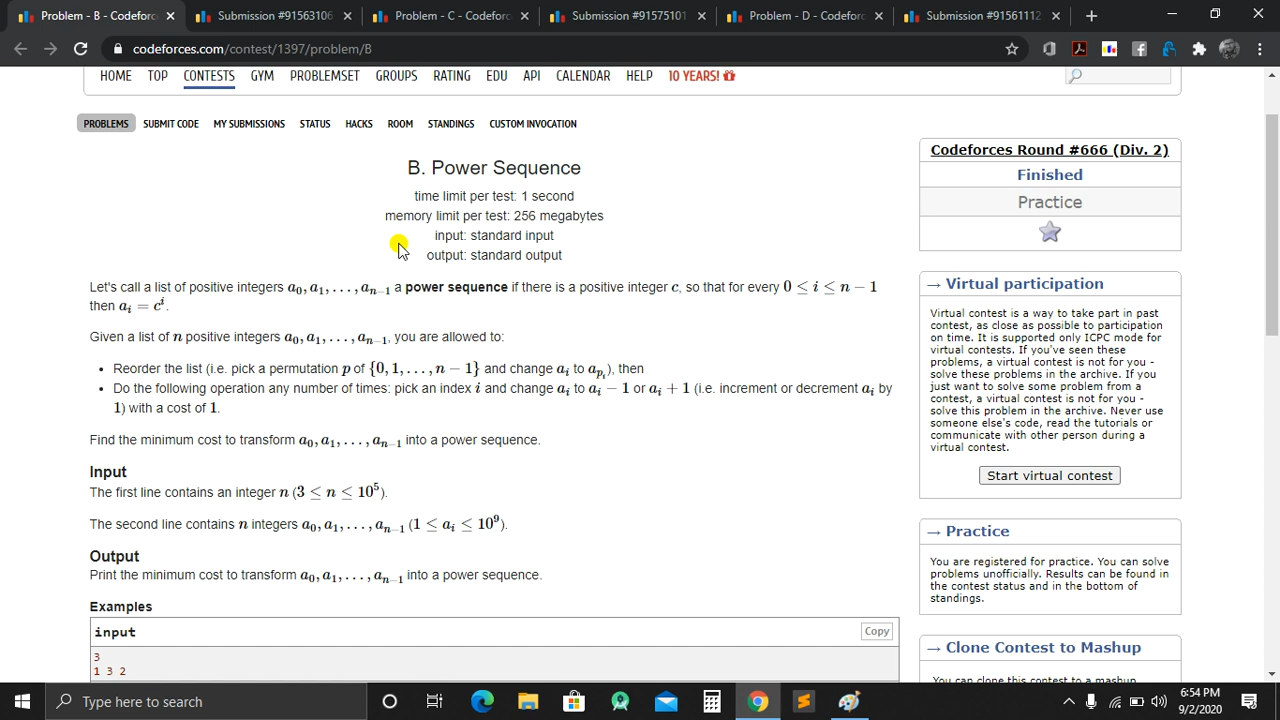 Problem - B - Codeforc
Submission #91563106
Problem - C - Codeforc
Submission #91575101
Problem - D - Codeforc
Submission #91561112
codeforces.com/contest/1397/problem/B
HOME TOP CONTESTS GYM PROBLEMSET GROUPS RATING EDU API CALENDAR HELP 10 YEARS!
PROBLEMS SUBMIT CODE MY SUBMISSIONS STATUS HACKS ROOM STANDINGS CUSTOM INVOCATION
B. Power Sequence
time limit per test: 1 second
memory limit per test: 256 megabytes
input: standard input
output: standard output
Let's call a list of positive integers a₀, a₁, . . . , aₙ₋₁ a power sequence if there is a positive integer c, so that for every 0 ≤ i ≤ n − 1
then aᵢ = cⁱ.
Given a list of n positive integers a₀, a₁, . . . , aₙ₋₁, you are allowed to:
• Reorder the list (i.e. pick a permutation p of {0, 1, . . . , n − 1} and change aᵢ to a_{pᵢ}), then
• Do the following operation any number of times: pick an index i and change aᵢ to aᵢ − 1 or aᵢ + 1 (i.e. increment or decrement aᵢ by
1) with a cost of 1.
Find the minimum cost to transform a₀, a₁, . . . , aₙ₋₁ into a power sequence.
Input
The first line contains an integer n (3 ≤ n ≤ 10⁵).
The second line contains n integers a₀, a₁, . . . , aₙ₋₁ (1 ≤ aᵢ ≤ 10⁹).
Output
Print the minimum cost to transform a₀, a₁, . . . , aₙ₋₁ into a power sequence.
Examples
input
Copy
3
1 3 2
Codeforces Round #666 (Div. 2)
Finished
Practice
→ Virtual participation
Virtual contest is a way to take part in past
contest, as close as possible to participation
on time. It is supported only ICPC mode for
virtual contests. If you've seen these
problems, a virtual contest is not for you -
solve these problems in the archive. If you
just want to solve some problem from a
contest, a virtual contest is not for you -
solve this problem in the archive. Never use
someone else's code, read the tutorials or
communicate with other person during a
virtual contest.
Start virtual contest
→ Practice
You are registered for practice. You can solve
problems unofficially. Results can be found in
the contest status and in the bottom of
standings.
→ Clone Contest to Mashup
You can clone this contest to a mashup.
Type here to search
6:54 PM
9/2/2020